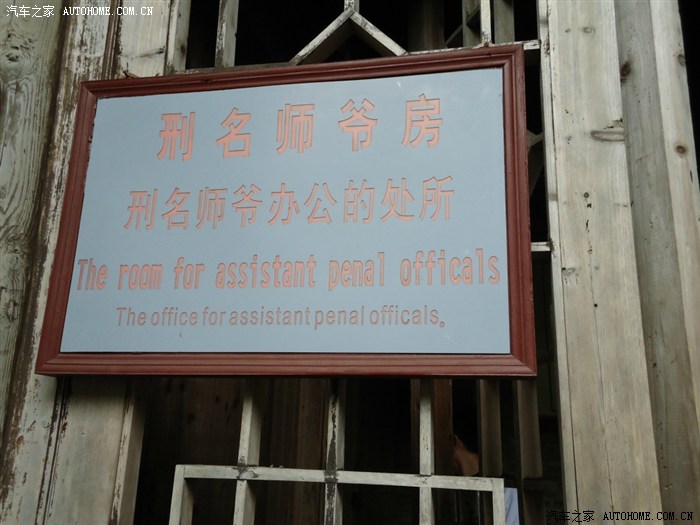 汽车之家 AUTOHOME.COM.CN
刑名师爷房
刑名师爷办公的处所
The room for assistant penal officals
The office for assistant penal officals。
汽车之家 AUTOHOME.COM.CN